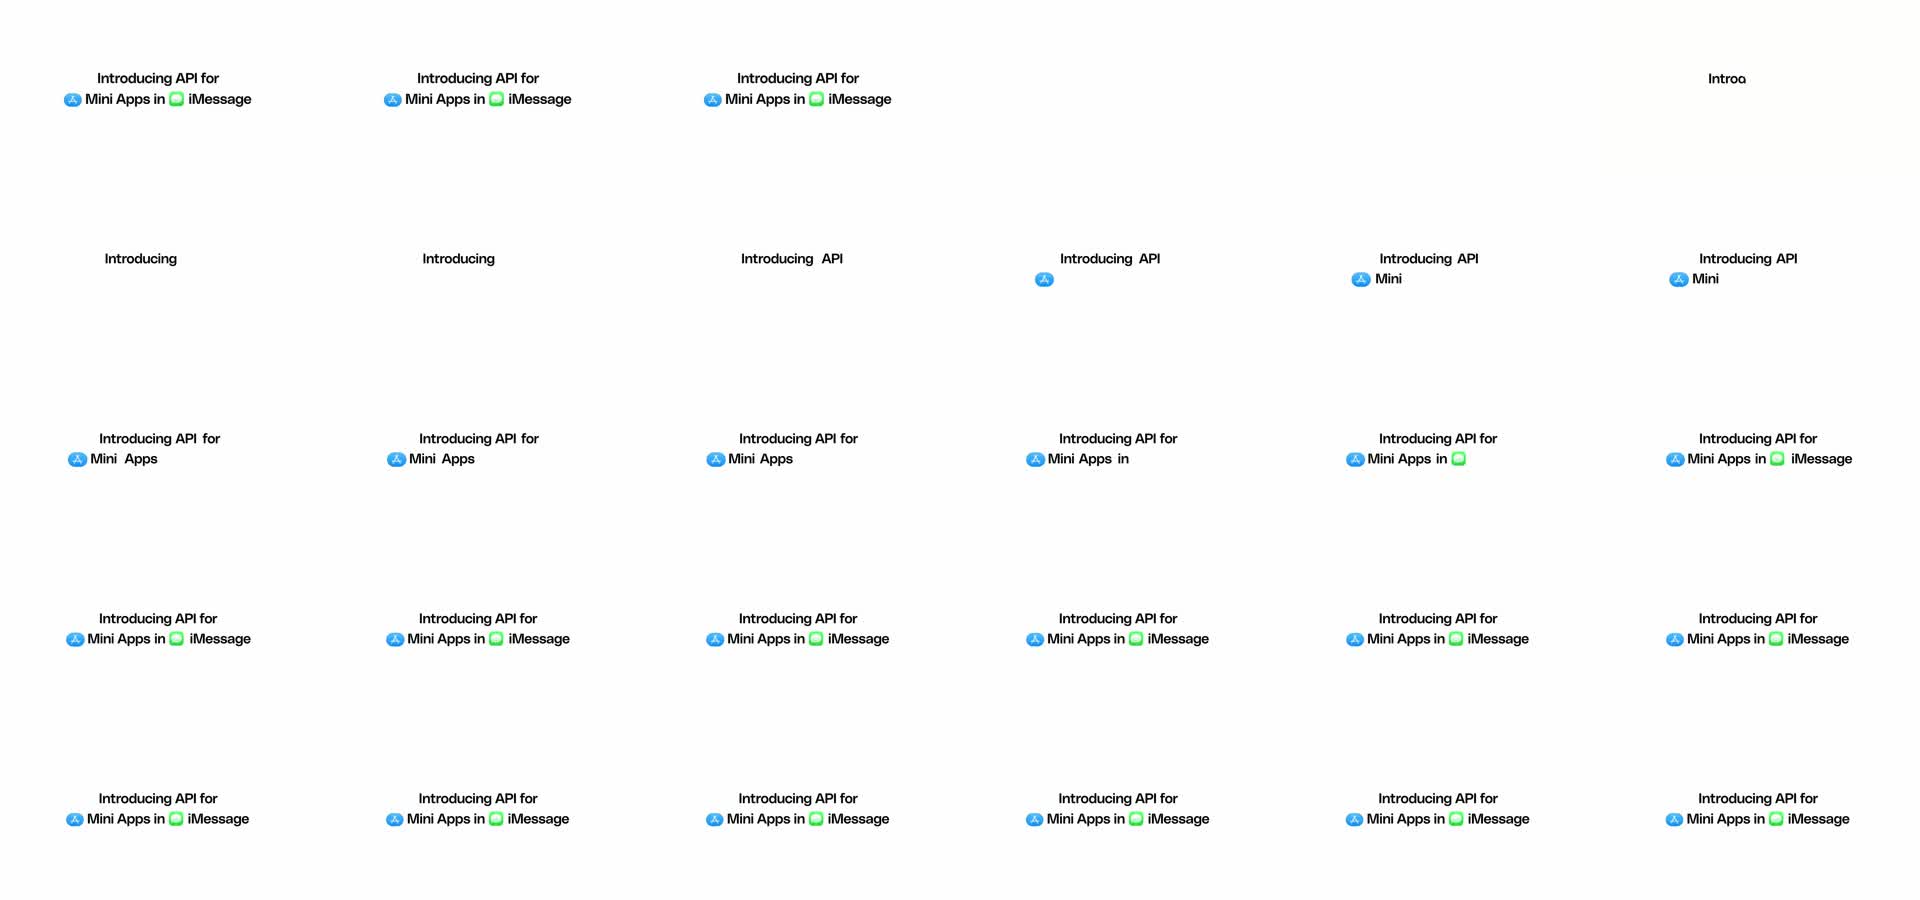 Introducing API for
Mini Apps in iMessage
Introducing API for
Mini Apps in iMessage
Introducing API for
Mini Apps in iMessage
Introducing
Introducing
Introducing API
Introducing API
Introducing API
Mini
Introducing API
Mini
Introducing API for
Mini Apps
Introducing API for
Mini Apps
Introducing API for
Mini Apps
Introducing API for
Mini Apps in
Introducing API for
Mini Apps in
Introducing API for
Mini Apps in iMessage
Introducing API for
Mini Apps in iMessage
Introducing API for
Mini Apps in iMessage
Introducing API for
Mini Apps in iMessage
Introducing API for
Mini Apps in iMessage
Introducing API for
Mini Apps in iMessage
Introducing API for
Mini Apps in iMessage
Introducing API for
Mini Apps in iMessage
Introducing API for
Mini Apps in iMessage
Introducing API for
Mini Apps in iMessage
Introducing API for
Mini Apps in iMessage
Introducing API for
Mini Apps in iMessage
Introducing API for
Mini Apps in iMessage